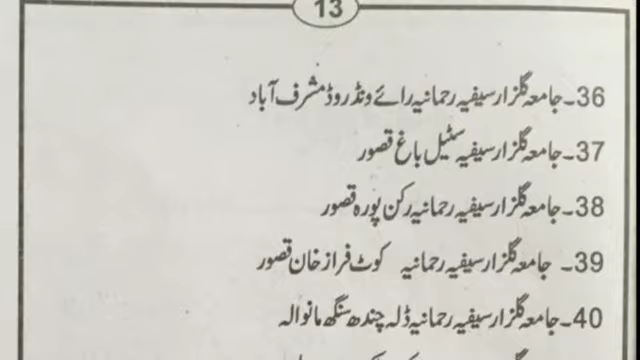 13
36۔ جامعہ گلزار سیفیہ رحمانیہ رائے ونڈ روڈ مشرف آباد
37۔ جامعہ گلزار سیفیہ سٹیل باغ قصور
38۔ جامعہ گلزار سیفیہ رحمانیہ رکن پورہ قصور
39۔ جامعہ گلزار سیفیہ رحمانیہ کوٹ فراز خان قصور
40۔ جامعہ گلزار سیفیہ رحمانیہ ڈلہ چندھ سنگھ مانوالہ